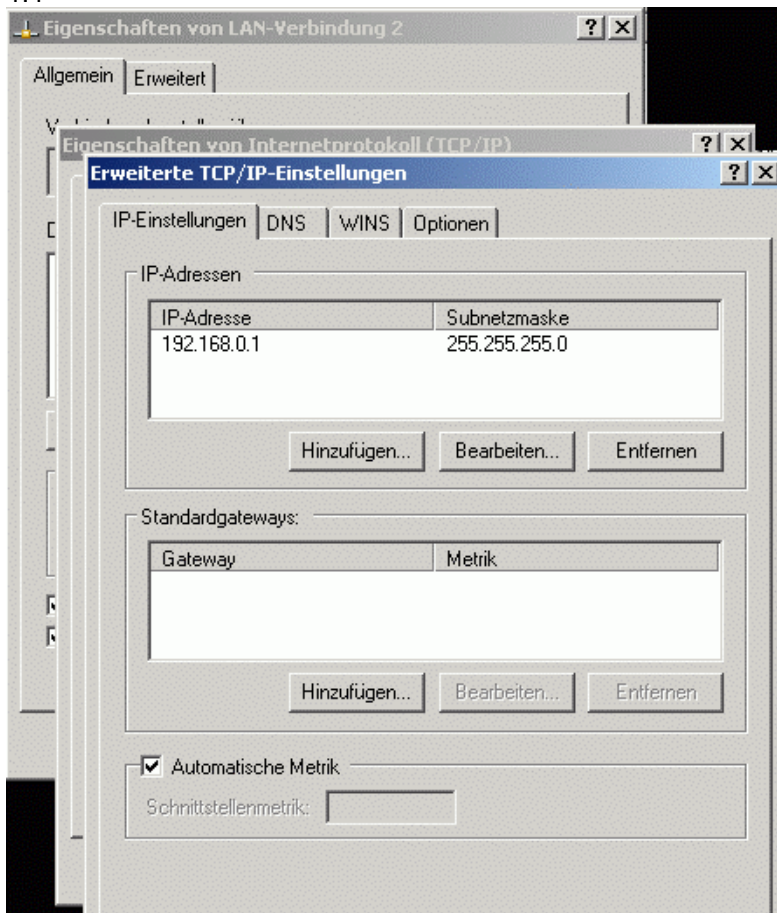 Eigenschaften von LAN-Verbindung 2
Allgemein Erweitert
Eigenschaften von Internetprotokoll (TCP/IP)
Erweiterte TCP/IP-Einstellungen
IP-Einstellungen DNS WINS Optionen
IP-Adressen
IP-Adresse Subnetzmaske
192.168.0.1 255.255.255.0
Hinzufügen... Bearbeiten... Entfernen
Standardgateways:
Gateway Metrik
Hinzufügen... Bearbeiten... Entfernen
Automatische Metrik
Schnittstellenmetrik: